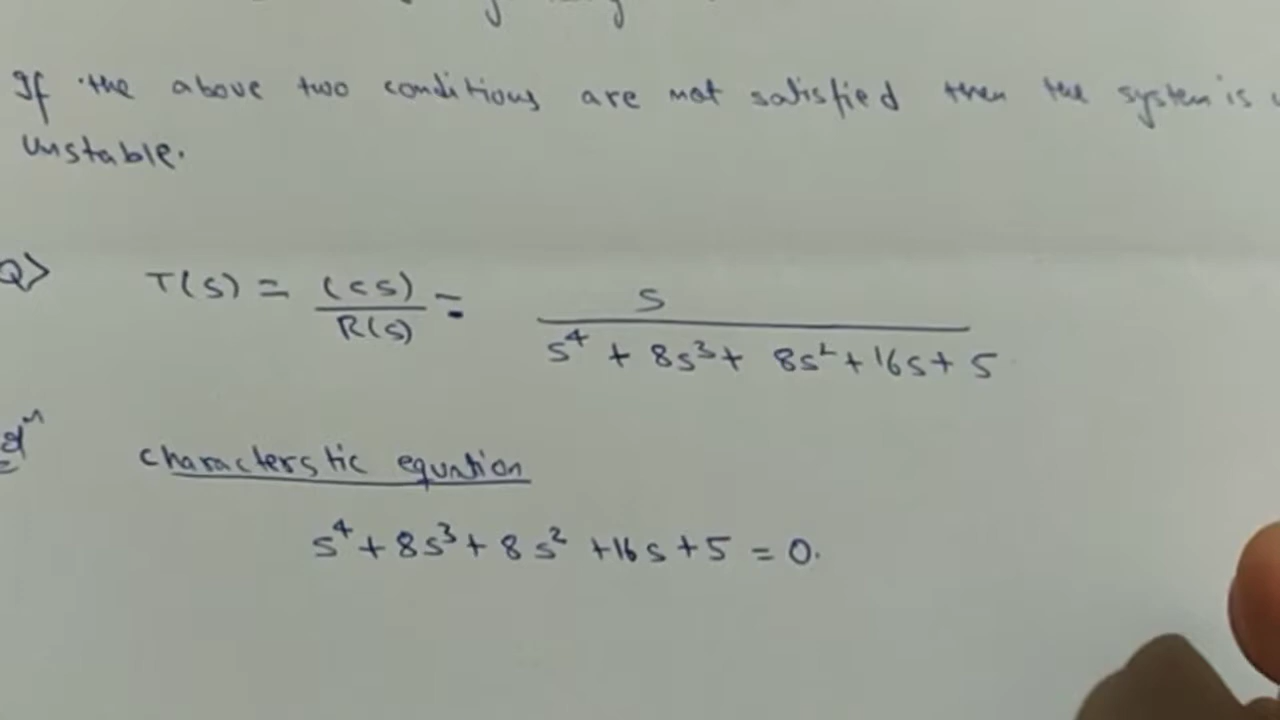 If the above two conditions are not satisfied then the system is
unstable.
Q> T(s) = (cs)/R(s) = s/(s⁴ + 8s³ + 8s² + 16s + 5)
characterstic equation
s⁴ + 8s³ + 8s² + 16s + 5 = 0.